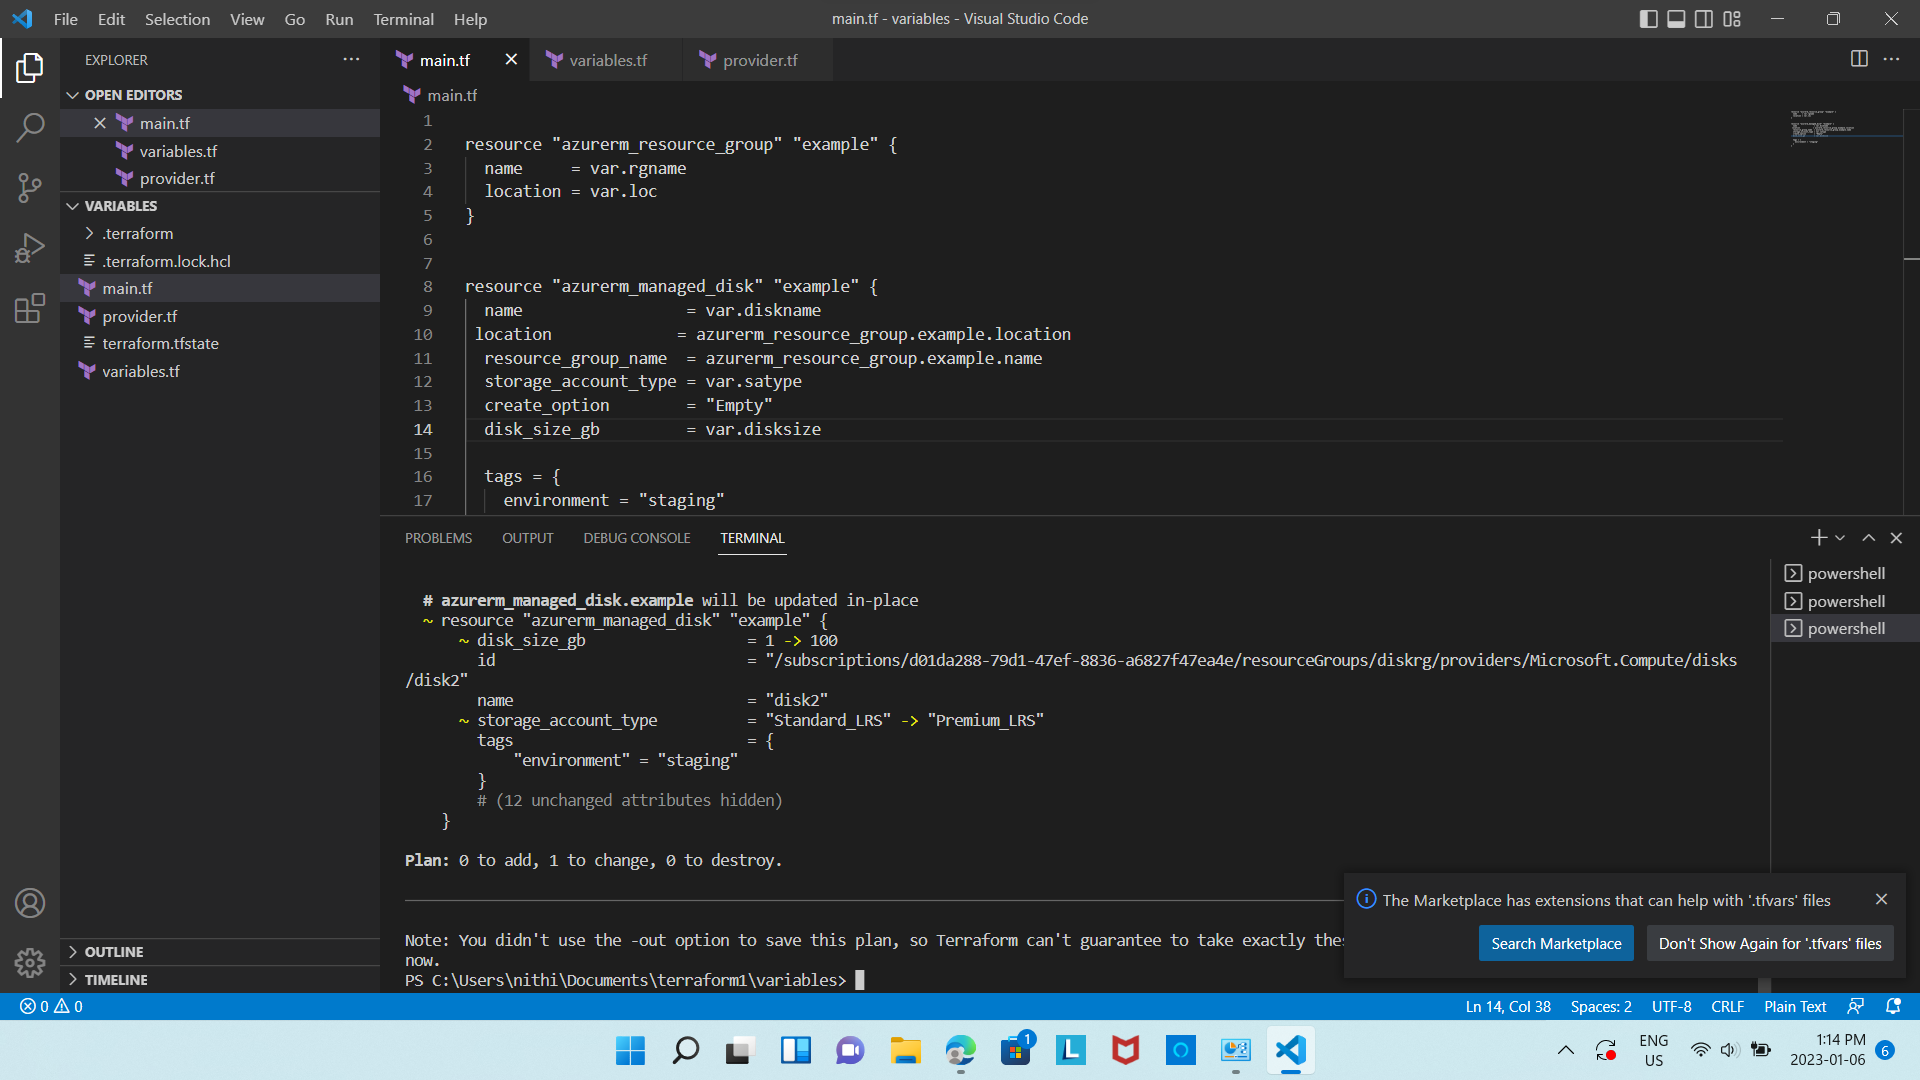 File Edit Selection View Go Run Terminal Help
main.tf - variables - Visual Studio Code
EXPLORER
OPEN EDITORS
main.tf
variables.tf
provider.tf
VARIABLES
.terraform
.terraform.lock.hcl
main.tf
provider.tf
terraform.tfstate
variables.tf
OUTLINE
TIMELINE
main.tf variables.tf provider.tf
main.tf
1
2 resource "azurerm_resource_group" "example" {
3 name = var.rgname
4 location = var.loc
5 }
6
7
8 resource "azurerm_managed_disk" "example" {
9 name = var.diskname
10 location = azurerm_resource_group.example.location
11 resource_group_name = azurerm_resource_group.example.name
12 storage_account_type = var.satype
13 create_option = "Empty"
14 disk_size_gb = var.disksize
15
16 tags = {
17 environment = "staging"
PROBLEMS OUTPUT DEBUG CONSOLE TERMINAL
# azurerm_managed_disk.example will be updated in-place
~ resource "azurerm_managed_disk" "example" {
~ disk_size_gb = 1 -> 100
id = "/subscriptions/d01da288-79d1-47ef-8836-a6827f47ea4e/resourceGroups/diskrg/providers/Microsoft.Compute/disks
/disk2"
name = "disk2"
~ storage_account_type = "Standard_LRS" -> "Premium_LRS"
tags = {
"environment" = "staging"
}
# (12 unchanged attributes hidden)
}
Plan: 0 to add, 1 to change, 0 to destroy.
Note: You didn't use the -out option to save this plan, so Terraform can't guarantee to take exactly
now.
PS C:\Users\nithi\Documents\terraform1\variables>
powershell
powershell
powershell
The Marketplace has extensions that can help with '.tfvars' files
Search Marketplace Don't Show Again for '.tfvars' files
0 0
Ln 14, Col 38 Spaces: 2 UTF-8 CRLF Plain Text
1
L
ENG
US
1:14 PM
2023-01-06
6